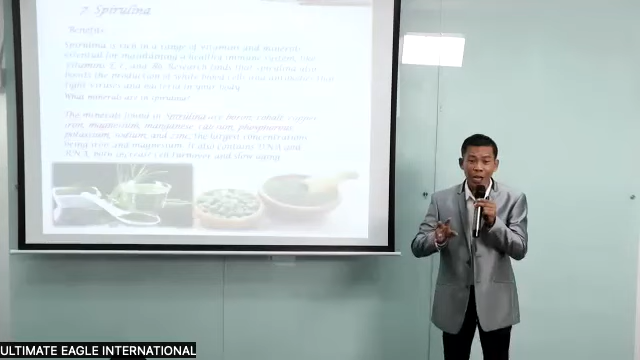 7. Spirulina
Benefits
Spirulina is rich in a range of vitamins and minerals
essential for maintaining a healthy immune system, like
vitamins E, C, and B6. Research finds that spirulina also
boosts the production of white blood cells and antibodies that
fight viruses and bacteria in your body.
What minerals are in spirulina?
The minerals found in Spirulina are: boron, cobalt, copper,
iron, magnesium, manganese, calcium, phosphorous,
potassium, sodium, and zinc, the largest concentrations
being iron and magnesium. It also contains DNA and
RNA, both increase cell turnover and slow aging.
ULTIMATE EAGLE INTERNATIONAL